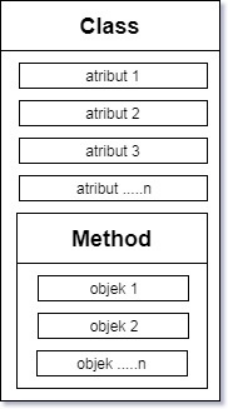 Class
atribut 1
atribut 2
atribut 3
atribut .....n
Method
objek 1
objek 2
objek .....n